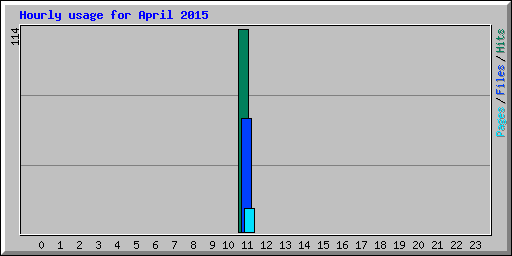 Hourly usage for April 2015
114
Pages/Files/Hits
0 1 2 3 4 5 6 7 8 9 10 11 12 13 14 15 16 17 18 19 20 21 22 23